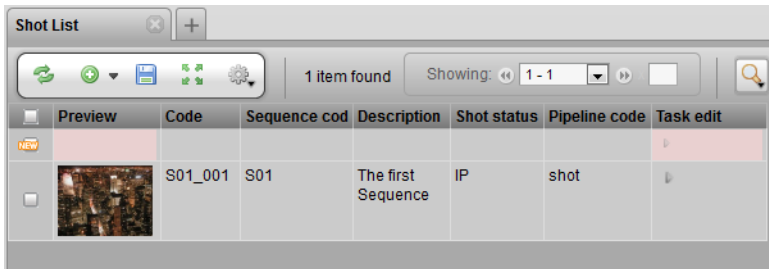 Shot List
1 item found Showing: 1 - 1
Preview Code Sequence cod Description Shot status Pipeline code Task edit
NEW
S01_001 S01 The first IP shot
Sequence